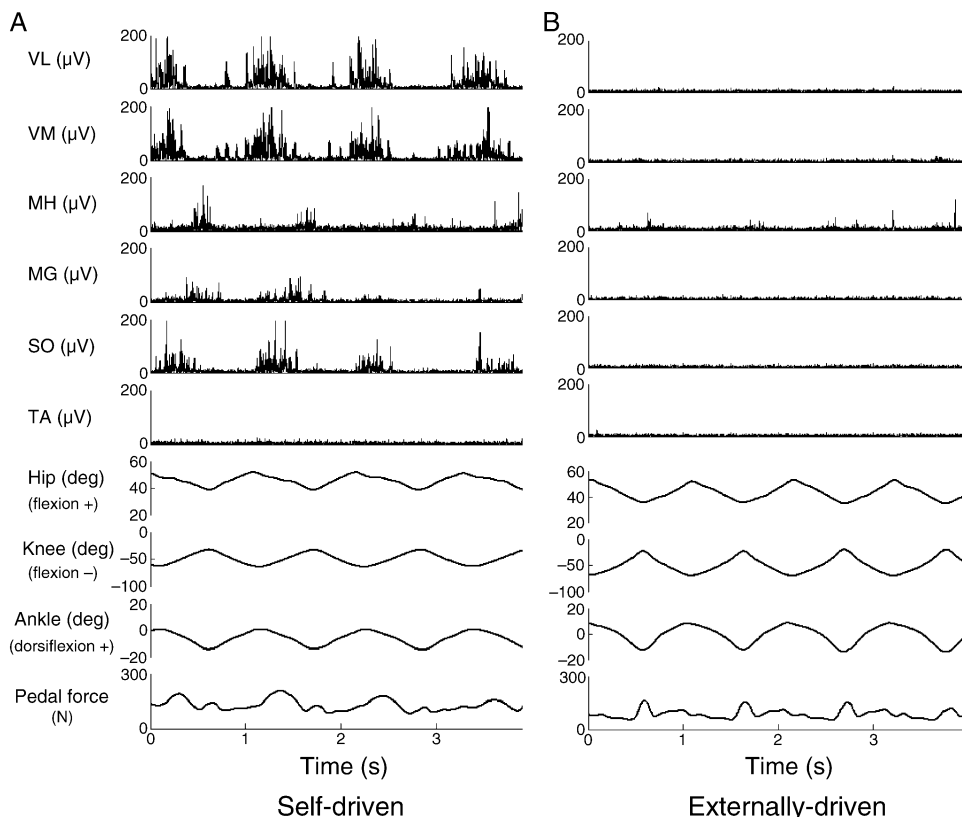 A
B
VL (µV)
200
0
200
0
VM (µV)
200
0
200
0
MH (µV)
200
0
200
0
MG (µV)
200
0
200
0
SO (µV)
200
0
200
0
TA (µV)
200
0
200
0
Hip (deg)
(flexion +)
60
40
20
60
40
20
Knee (deg)
(flexion –)
0
–50
–100
0
–50
–100
Ankle (deg)
(dorsiflexion +)
20
0
–20
20
0
–20
Pedal force
(N)
300
0
300
0
0 1 2 3
0 1 2 3
Time (s)
Time (s)
Self-driven
Externally-driven